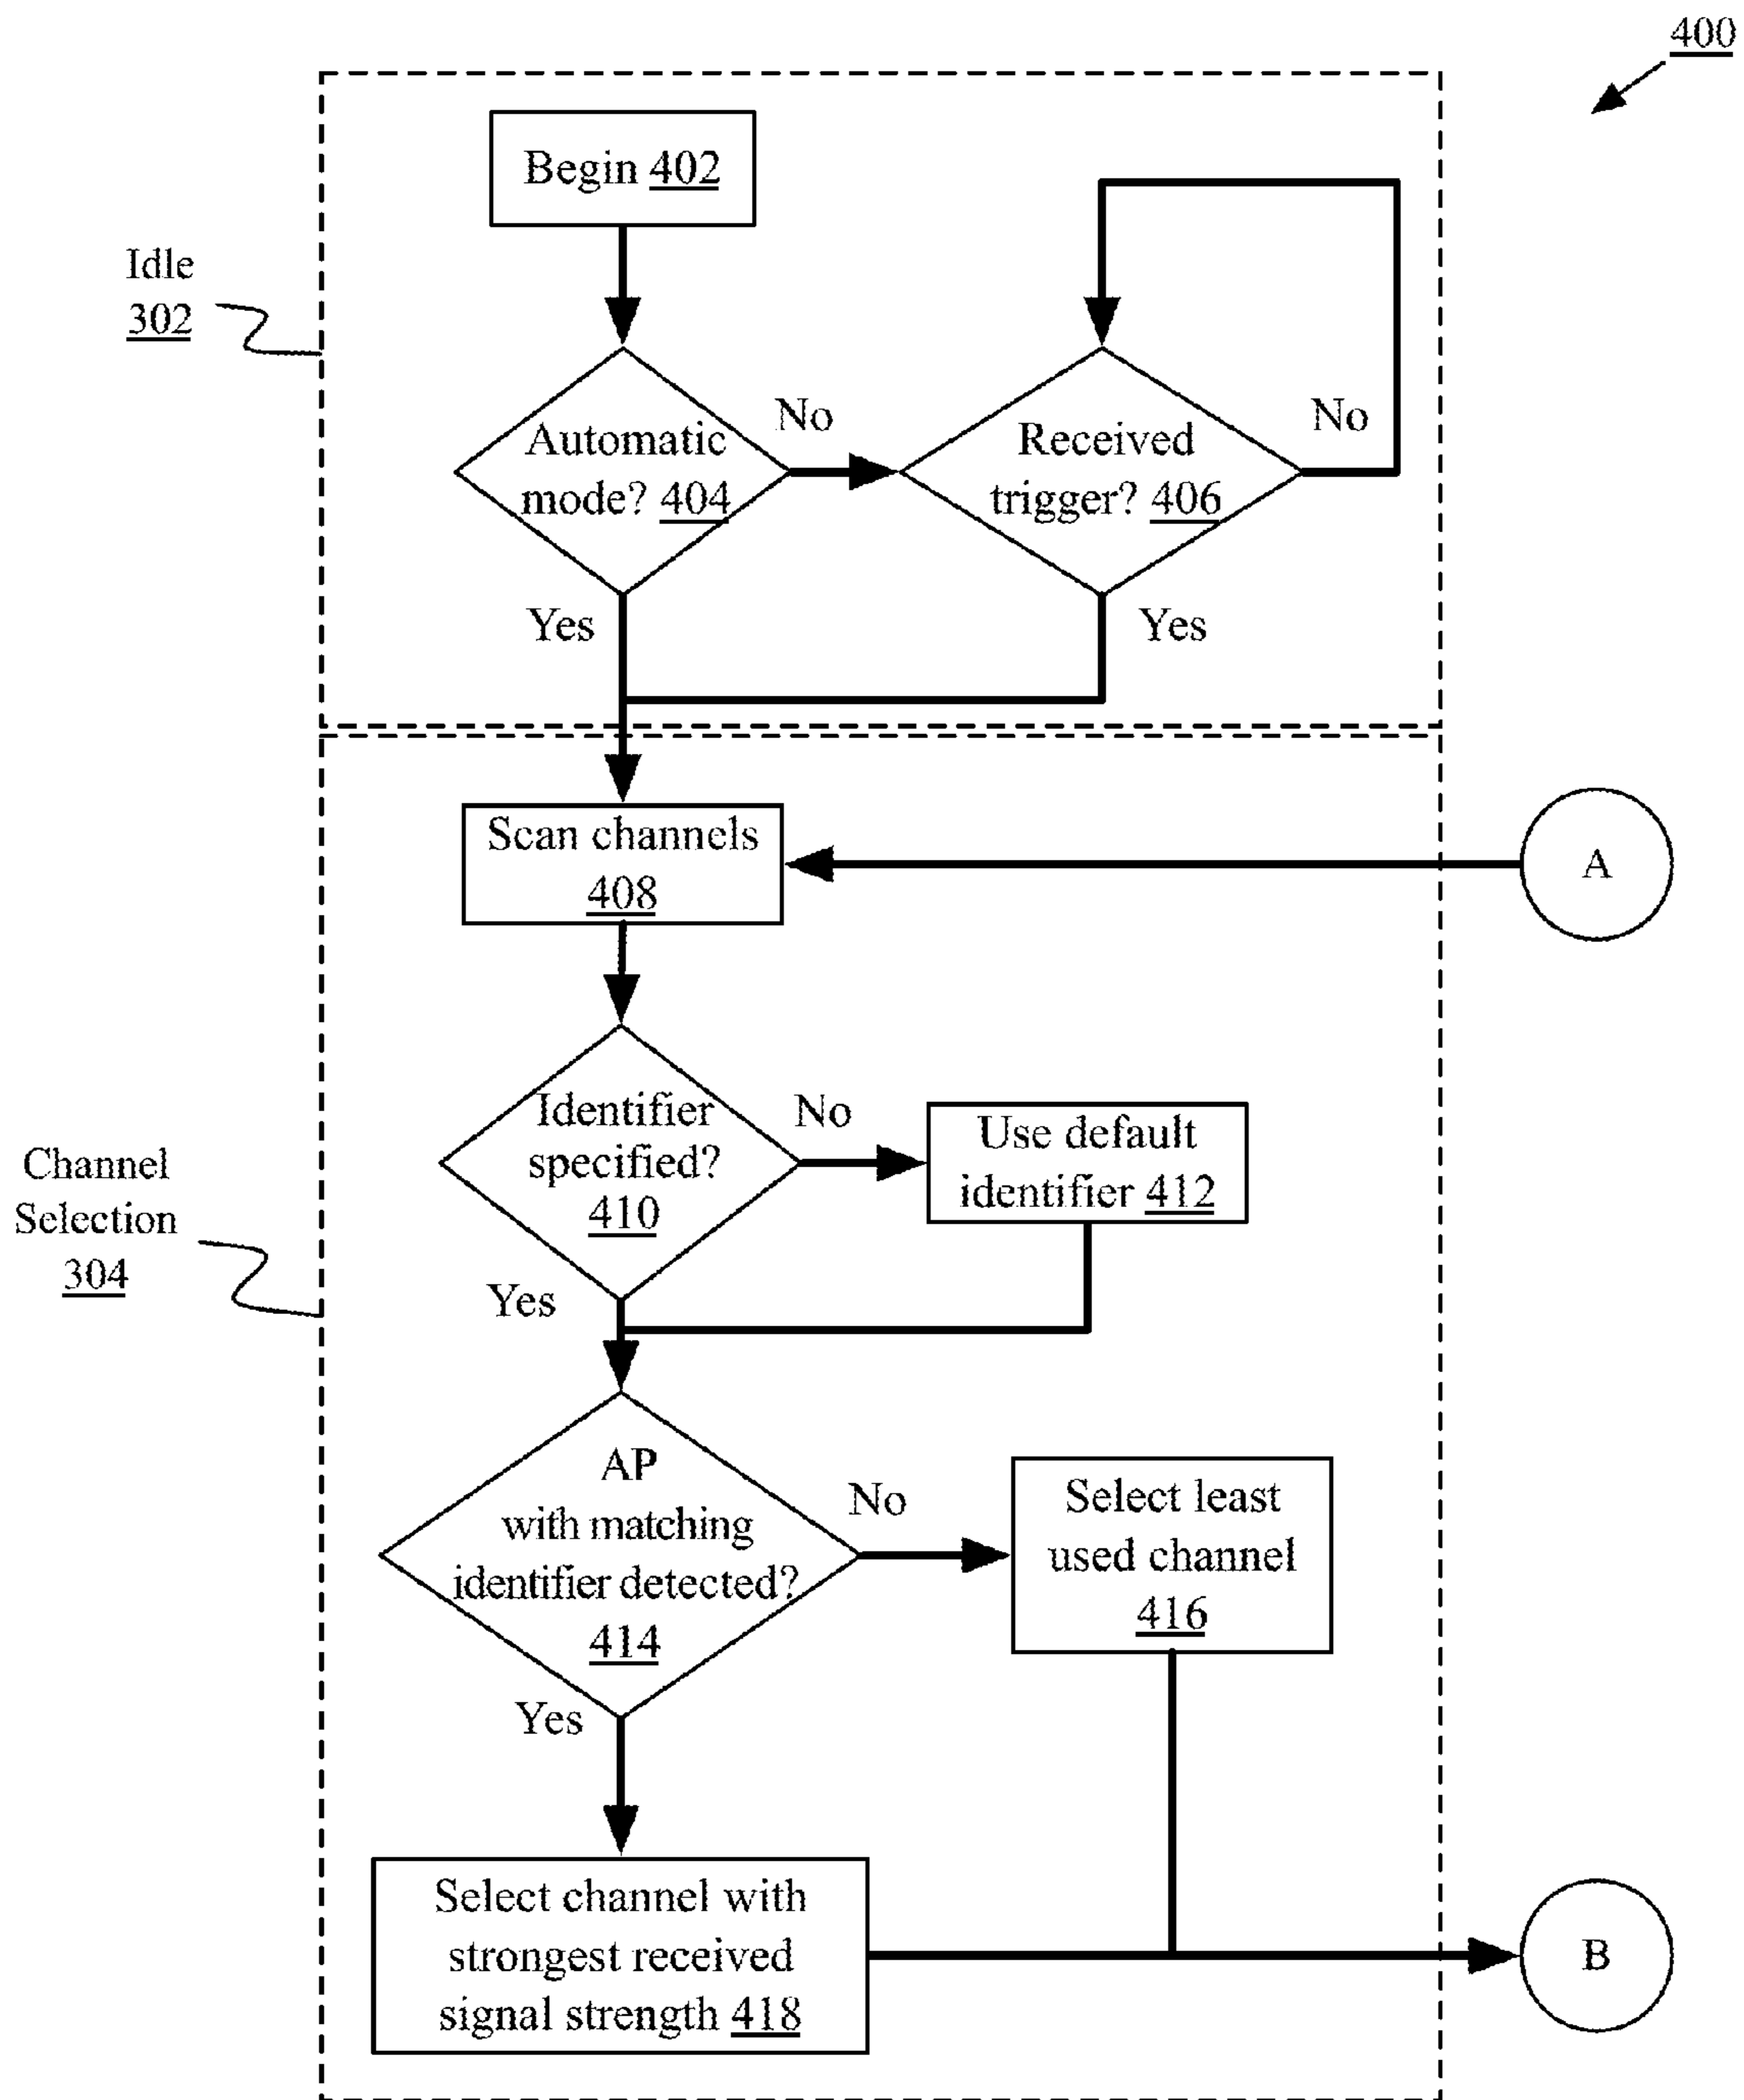 400
Begin 402
Idle
302
Automatic
mode? 404
No
Received
trigger? 406
No
Yes
Yes
Scan channels
408
A
Identifier
specified?
410
No
Use default
identifier 412
Channel
Selection
304
Yes
AP
with matching
identifier detected?
414
No
Select least
used channel
416
Yes
Select channel with
strongest received
signal strength 418
B